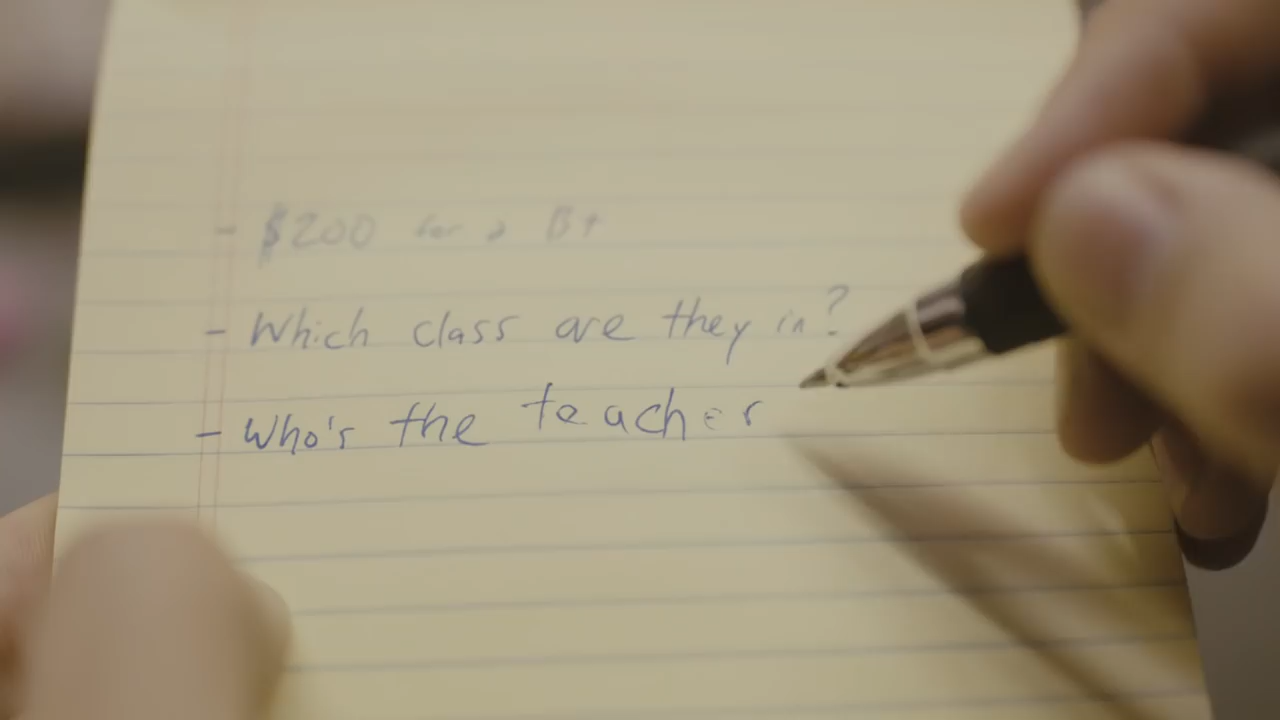 - $200 for a B+
- Which class are they in?
- Who's the teacher